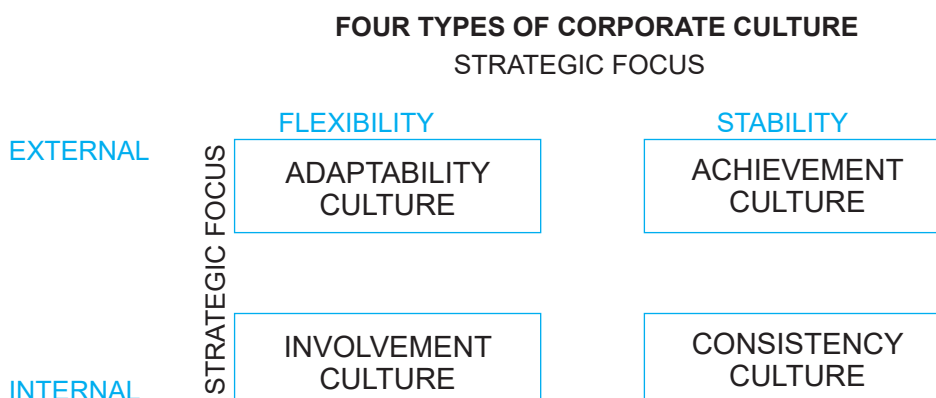 FOUR TYPES OF CORPORATE CULTURE
STRATEGIC FOCUS
FLEXIBILITY
STABILITY
EXTERNAL
STRATEGIC FOCUS
ADAPTABILITY
CULTURE
ACHIEVEMENT
CULTURE
INVOLVEMENT
CULTURE
CONSISTENCY
CULTURE
INTERNAL